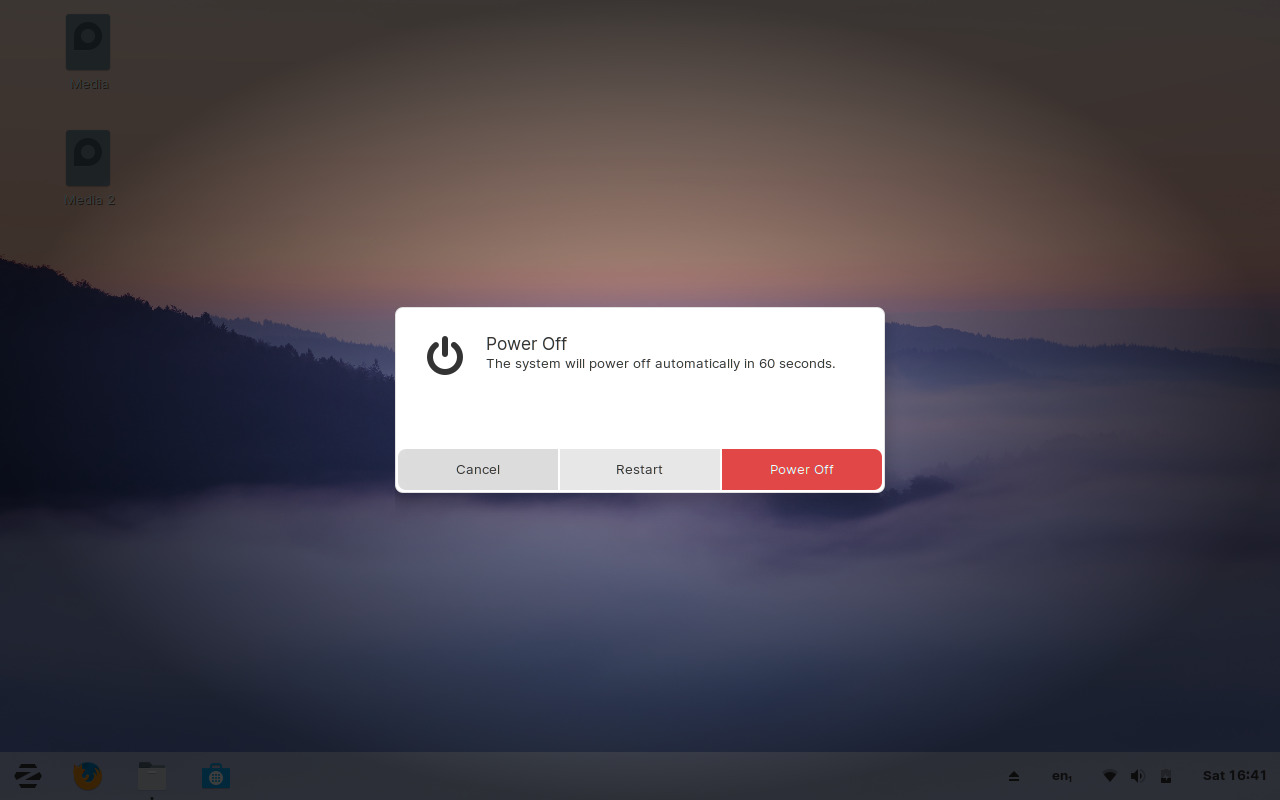 Media
Media 2
Power Off
The system will power off automatically in 60 seconds.
Cancel
Restart
Power Off
en₁
Sat 16:41